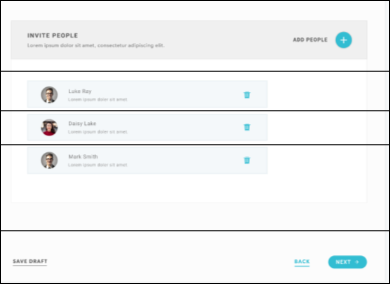 INVITE PEOPLE
Lorem ipsum dolor sit amet, consectetur adipiscing elit.
ADD PEOPLE
Luisa Ray
Lorem ipsum dolor sit amet.
Daisy Lake
Lorem ipsum dolor sit amet.
Mark Smith
Lorem ipsum dolor sit amet.
SAVE DRAFT
BACK
NEXT